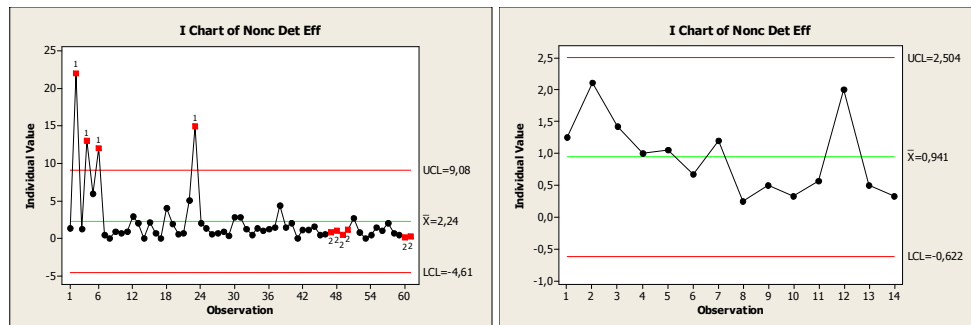 I Chart of Nonc Det Eff
25
20
15
10
5
0
-5
Individual Value
1
1
1
1
2
2
2
2
2
2
UCL=9,08
X=2,24
LCL=-4,61
1 6 12 18 24 30 36 42 48 54 60
Observation
I Chart of Nonc Det Eff
2,5
2,0
1,5
1,0
0,5
0,0
-0,5
-1,0
Individual Value
UCL=2,504
X=0,941
LCL=-0,622
1 2 3 4 5 6 7 8 9 10 11 12 13 14
Observation